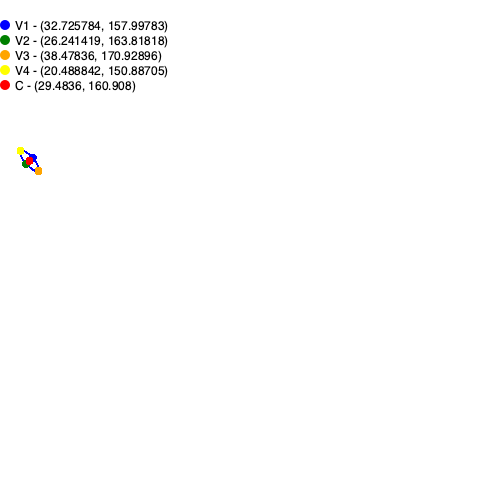 V1 - (32.725784, 157.99783)
V2 - (26.241419, 163.81818)
V3 - (38.47836, 170.92896)
V4 - (20.488842, 150.88705)
C - (29.4836, 160.908)